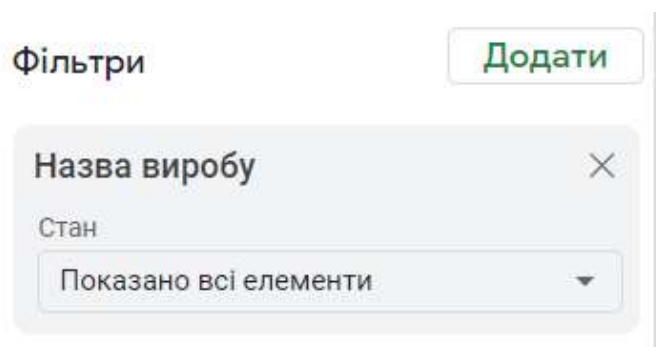 Фільтри
Додати
Назва виробу
Стан
Показано всі елементи